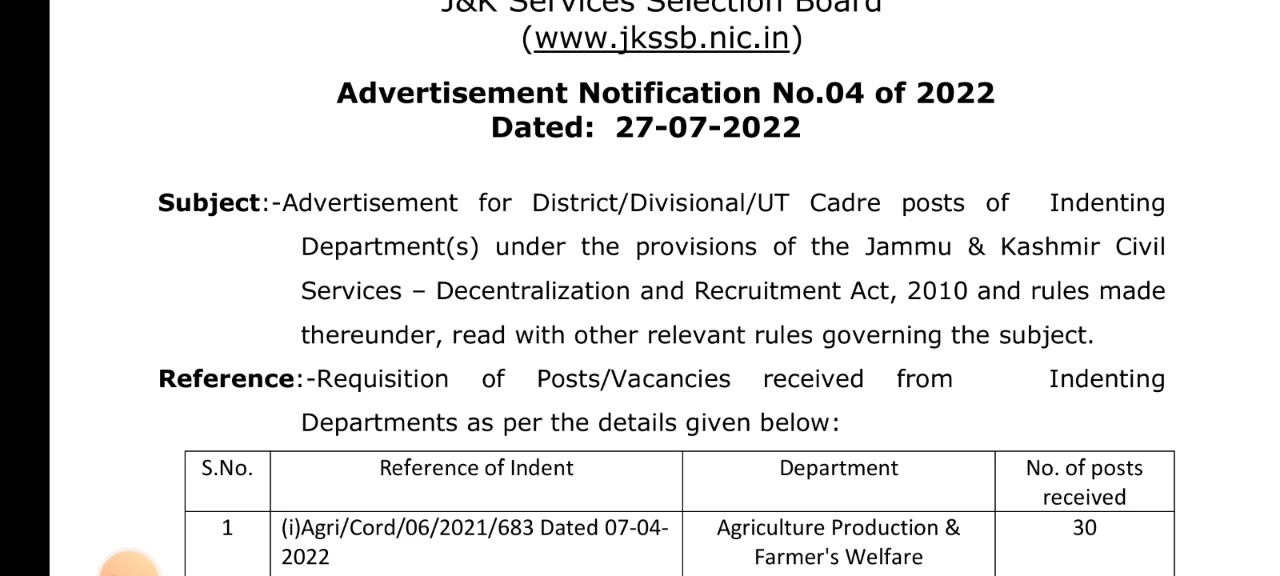 J&K Services Selection Board
(www.jkssb.nic.in)
Advertisement Notification No.04 of 2022
Dated: 27-07-2022
Subject:-Advertisement for District/Divisional/UT Cadre posts of Indenting
Department(s) under the provisions of the Jammu & Kashmir Civil
Services – Decentralization and Recruitment Act, 2010 and rules made
thereunder, read with other relevant rules governing the subject.
Reference:-Requisition of Posts/Vacancies received from Indenting
Departments as per the details given below:
S.No. Reference of Indent Department No. of posts
received
1 (i)Agri/Cord/06/2021/683 Dated 07-04- Agriculture Production & 30
2022 Farmer's Welfare